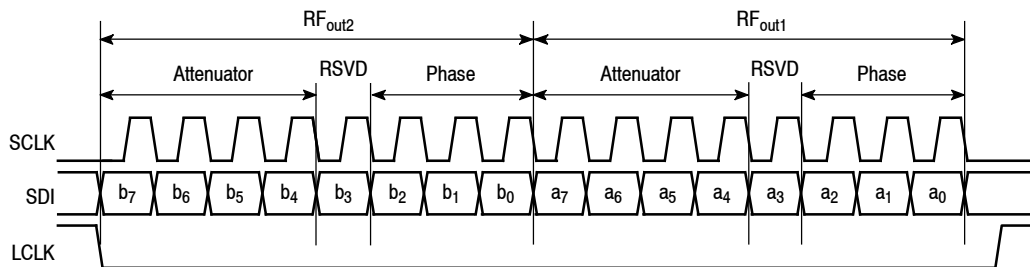 RFout2 RFout1
Attenuator RSVD Phase Attenuator RSVD Phase
SCLK
SDI b7 b6 b5 b4 b3 b2 b1 b0 a7 a6 a5 a4 a3 a2 a1 a0
LCLK